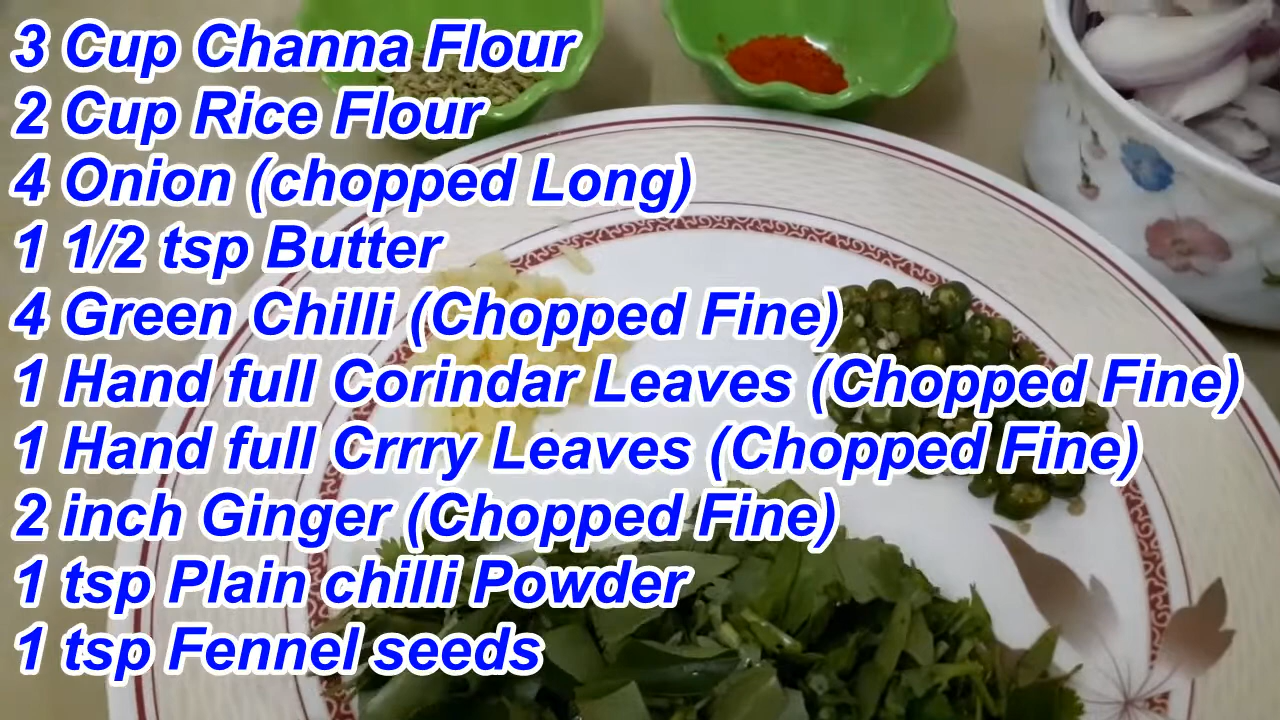 3 Cup Channa Flour
2 Cup Rice Flour
4 Onion (chopped Long)
1 1/2 tsp Butter
4 Green Chilli (Chopped Fine)
1 Hand full Corindar Leaves (Chopped Fine)
1 Hand full Crrry Leaves (Chopped Fine)
2 inch Ginger (Chopped Fine)
1 tsp Plain chilli Powder
1 tsp Fennel seeds